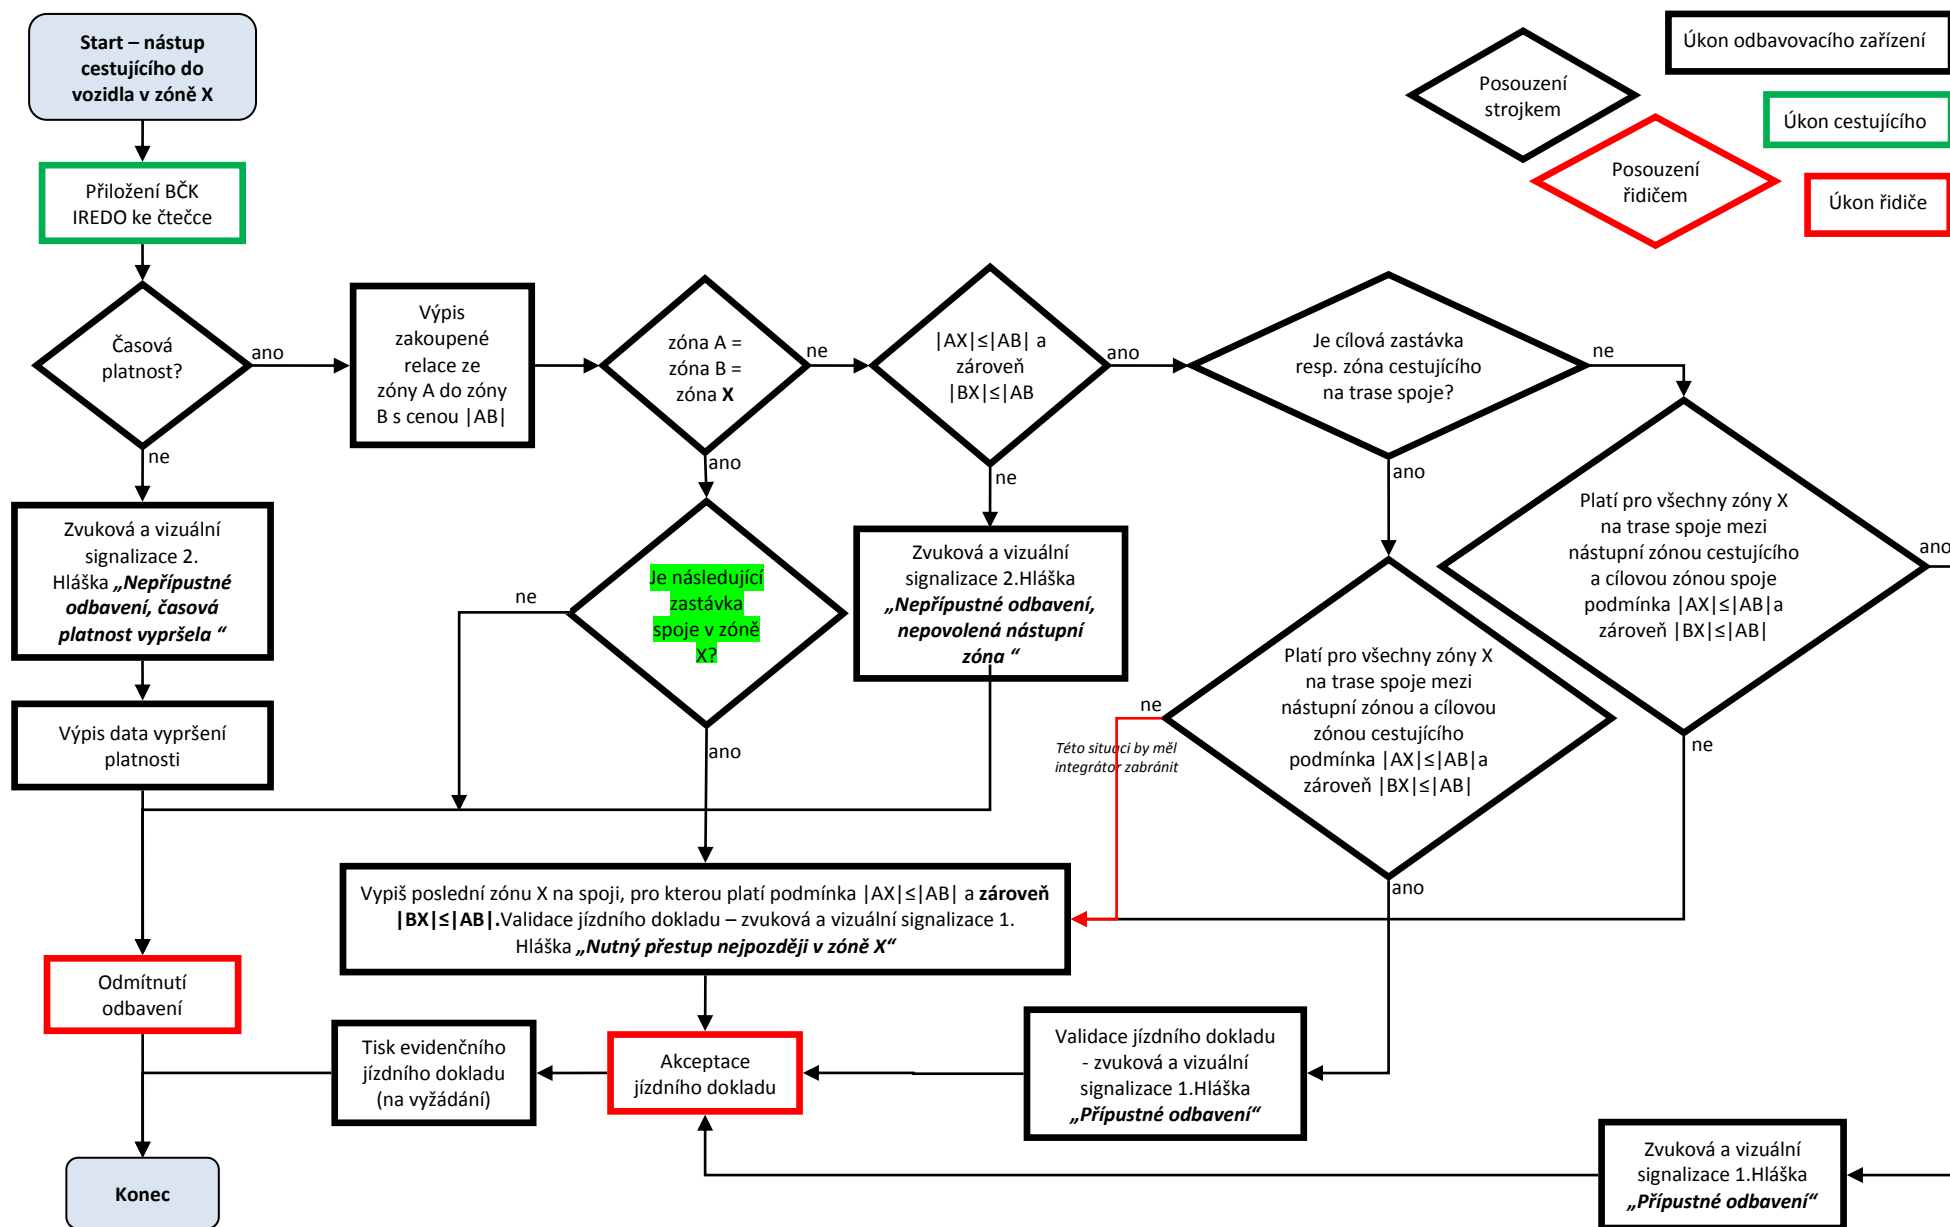 Start – nástup
cestujícího do
vozidla v zóně X
Úkon odbavovacího zařízení
Posouzení
strojkem
Úkon cestujícího
Posouzení
řidičem
Úkon řidiče
Přiložení BČK
IREDO ke čtečce
Časová
platnost?
ano
ne
Výpis
zakoupené
relace ze
zóny A do zóny
B s cenou |AB|
zóna A =
zóna B =
zóna X
ne
ano
|AX|≤|AB| a
zároveň
|BX|≤|AB
ano
ne
Je cílová zastávka
resp. zóna cestujícího
na trase spoje?
ne
ano
Platí pro všechny zóny X
na trase spoje mezi
nástupní zónou cestujícího
a cílovou zónou spoje
podmínka |AX|≤|AB|a
zároveň |BX|≤|AB|
ano
ne
Zvuková a vizuální
signalizace 2.
Hláška „Nepřípustné
odbavení, časová
platnost vypršela “
Je následující
zastávka
spoje v zóně
X?
ne
ano
Zvuková a vizuální
signalizace 2.Hláška
„Nepřípustné odbavení,
nepovolená nástupní
zóna “
Platí pro všechny zóny X
na trase spoje mezi
nástupní zónou a cílovou
zónou cestujícího
podmínka |AX|≤|AB|a
zároveň |BX|≤|AB|
ne
ano
Této situaci by měl
integrátor zabránit
Výpis data vypršení
platnosti
Vypiš poslední zónu X na spoji, pro kterou platí podmínka |AX|≤|AB| a zároveň
|BX|≤|AB|.Validace jízdního dokladu – zvuková a vizuální signalizace 1.
Hláška „Nutný přestup nejpozději v zóně X“
Odmítnutí
odbavení
Tisk evidenčního
jízdního dokladu
(na vyžádání)
Akceptace
jízdního dokladu
Validace jízdního dokladu
- zvuková a vizuální
signalizace 1.Hláška
„Přípustné odbavení“
Zvuková a vizuální
signalizace 1.Hláška
„Přípustné odbavení“
Konec